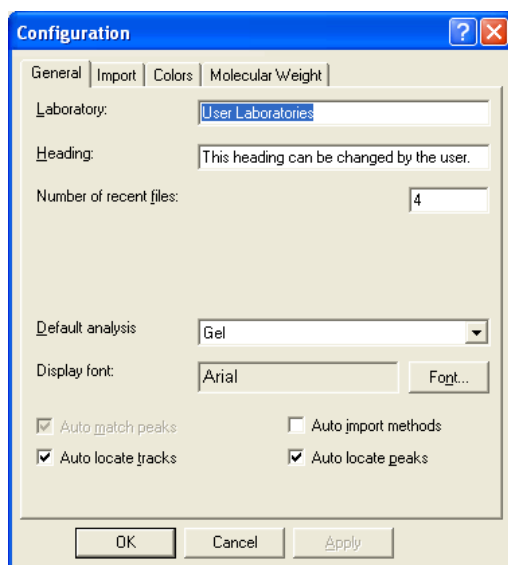 Configuration
General Import Colors Molecular Weight
Laboratory: User Laboratories
Heading: This heading can be changed by the user.
Number of recent files: 4
Default analysis Gel
Display font: Arial Font...
Auto match peaks Auto import methods
Auto locate tracks Auto locate peaks
OK Cancel Apply